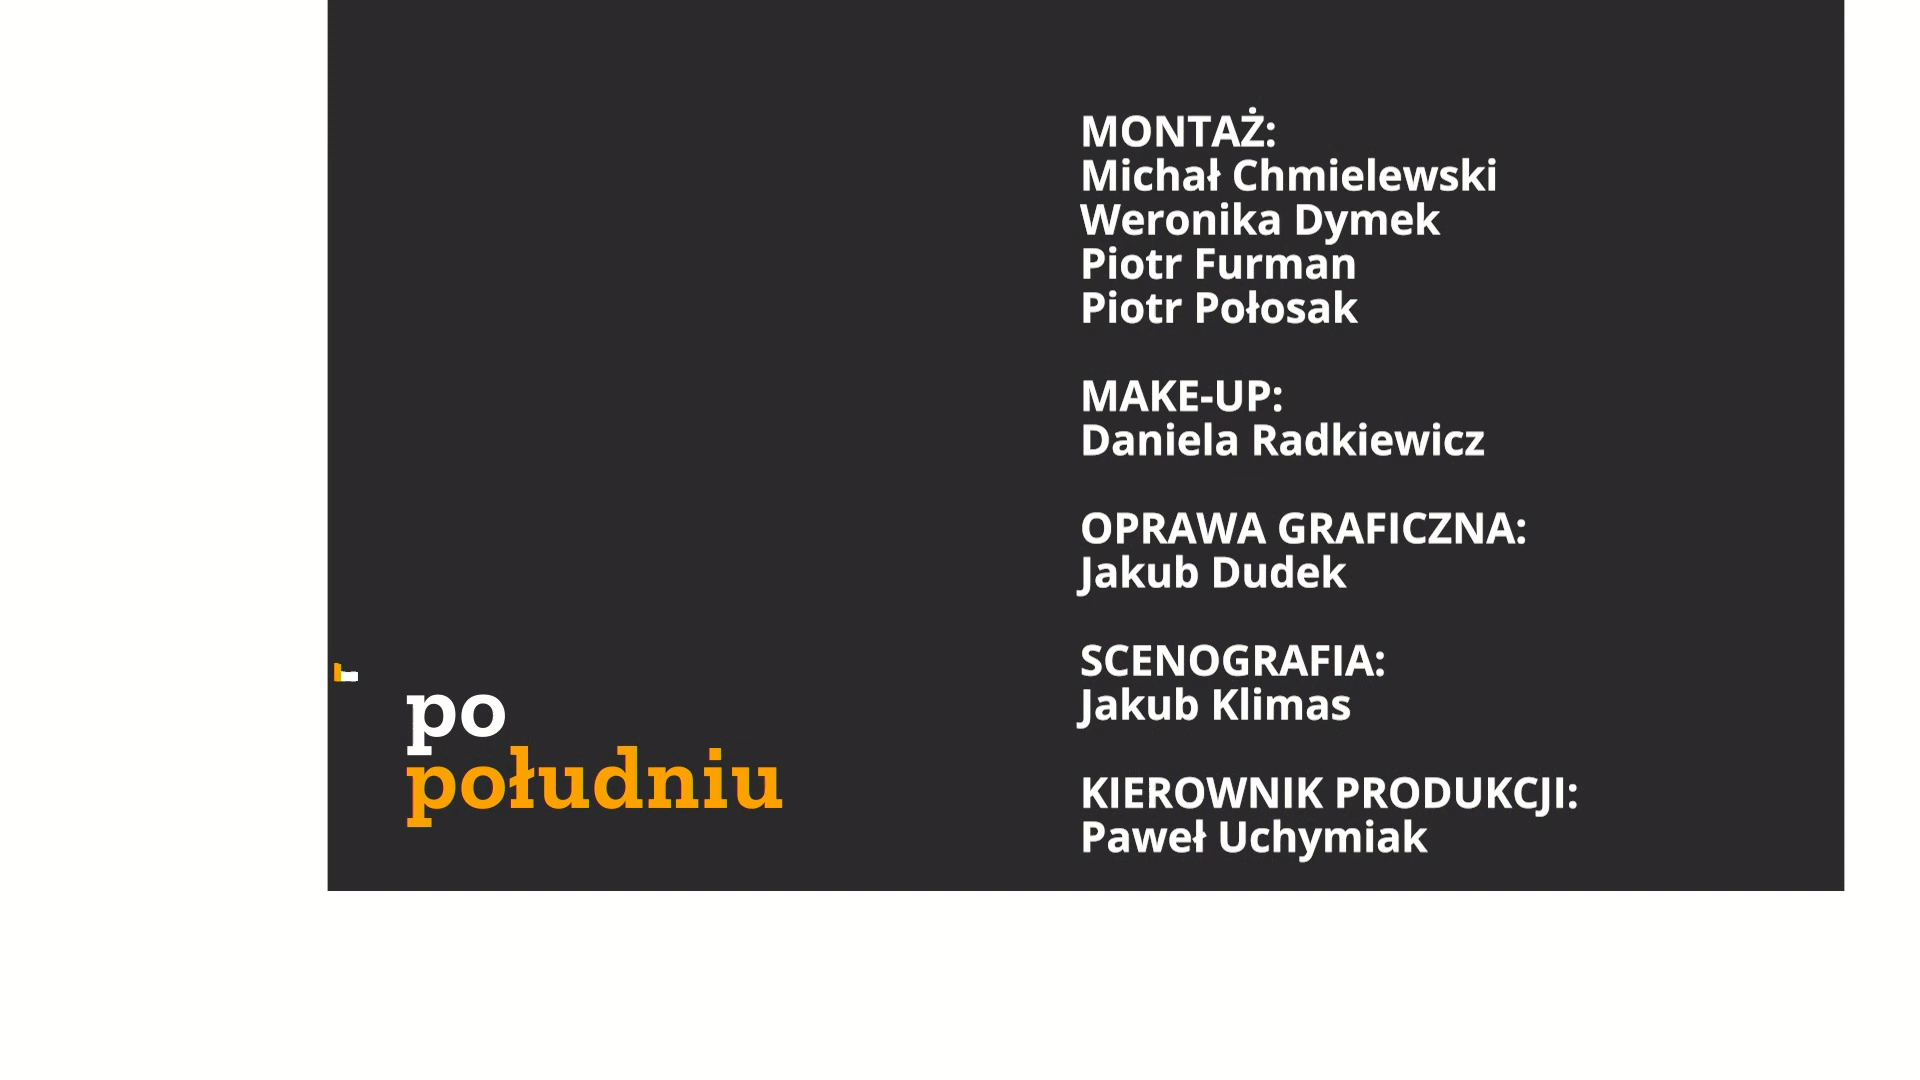 MONTAŻ:
Michał Chmielewski
Weronika Dymek
Piotr Furman
Piotr Połosak
MAKE-UP:
Daniela Radkiewicz
OPRAWA GRAFICZNA:
Jakub Dudek
SCENOGRAFIA:
Jakub Klimas
KIEROWNIK PRODUKCJI:
Paweł Uchymiak
po
południu